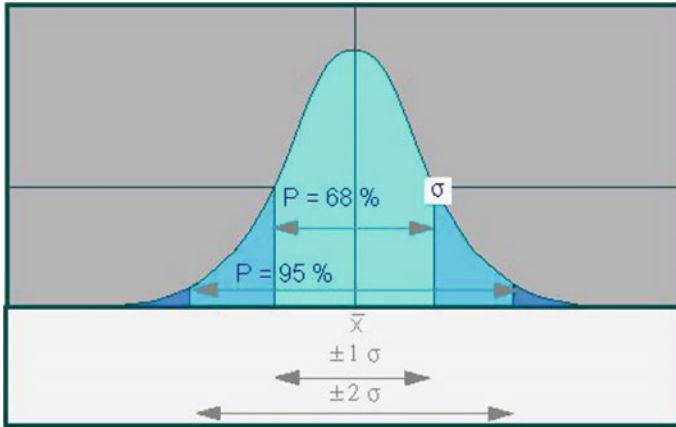 P = 68 %
σ
P = 95 %
x̅
±1 σ
±2 σ